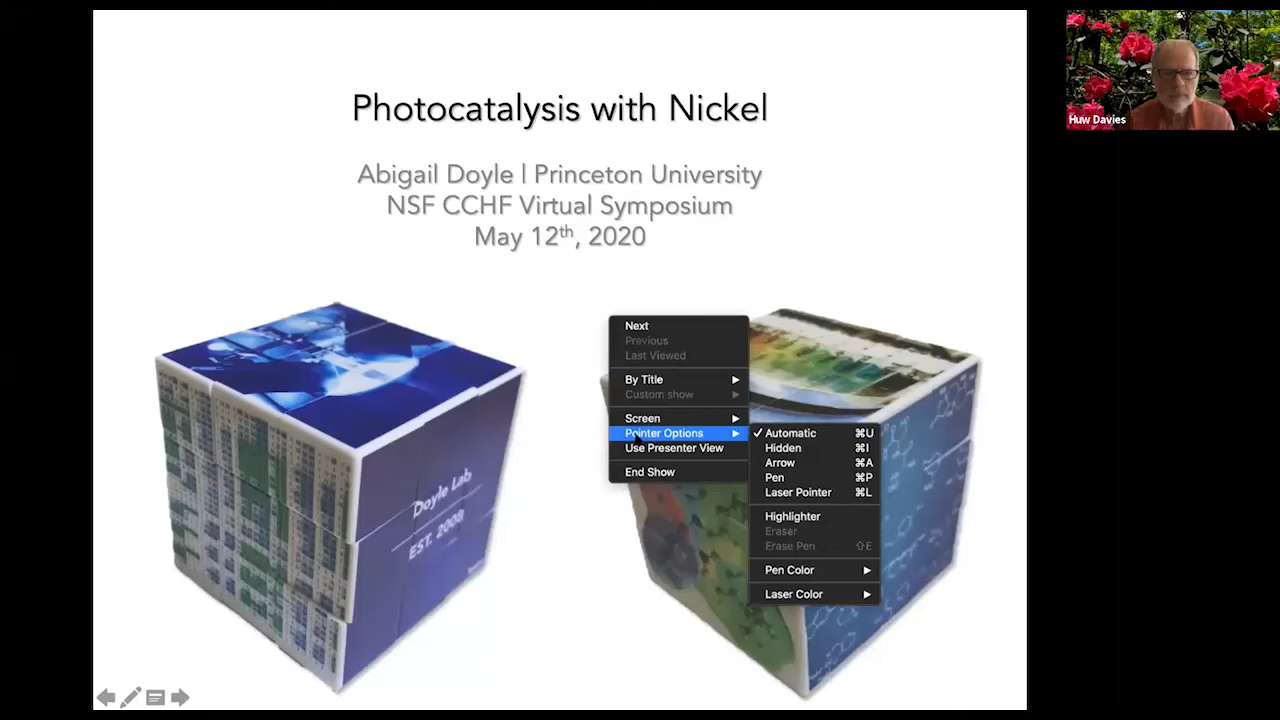 Photocatalysis with Nickel
Abigail Doyle | Princeton University
NSF CCHF Virtual Symposium
May 12th, 2020
Huw Davies
Next
Previous
Last Viewed
By Title
Custom show
Screen
Pointer Options
Use Presenter View
End Show
✓ Automatic ⌘U
Hidden ⌘I
Arrow ⌘A
Pen ⌘P
Laser Pointer ⌘L
Highlighter
Eraser
Erase Pen ⇧E
Pen Color
Laser Color
Doyle Lab
EST. 2008